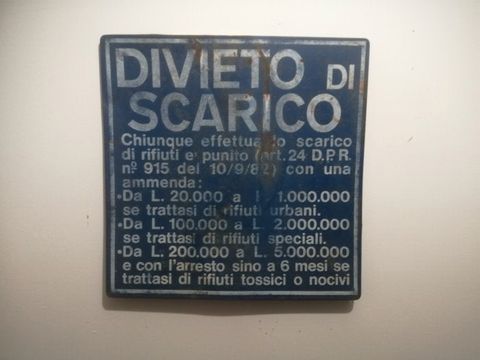 DIVIETO DI
SCARICO
Chiunque effettua lo scarico
di rifiuti e' punito (art. 24 D.P.R.
nº 915 del 10/9/82) con una
ammenda:
•Da L. 20.000 a L. 1.000.000
se trattasi di rifiuti urbani.
•Da L. 100.000 a L. 2.000.000
se trattasi di rifiuti speciali.
•Da L. 200.000 a L. 5.000.000
e con l'arresto sino a 6 mesi se
trattasi di rifiuti tossici o nocivi